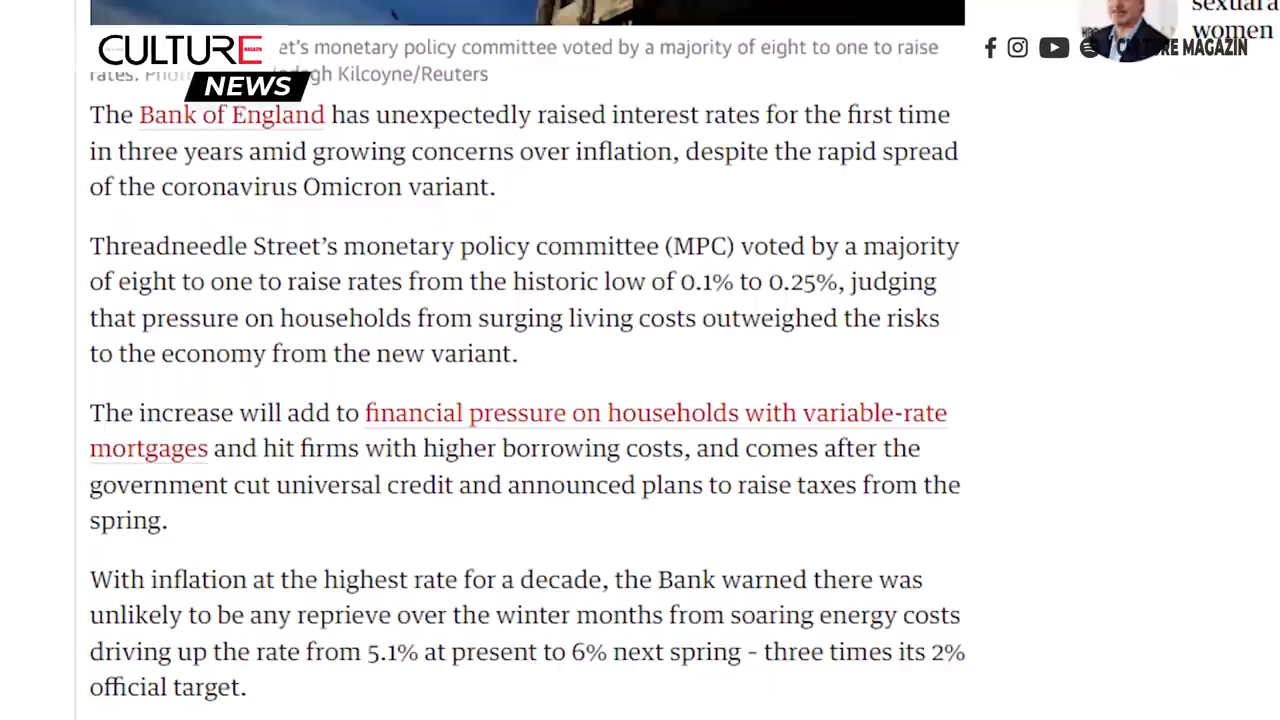 sexuara
women
CULTURE
MAGAZIN
NEWS
et's monetary policy committee voted by a majority of eight to one to raise
rates. Kilcoyne/Reuters
MAGAZIN
The Bank of England has unexpectedly raised interest rates for the first time
in three years amid growing concerns over inflation, despite the rapid spread
of the coronavirus Omicron variant.
Threadneedle Street's monetary policy committee (MPC) voted by a majority
of eight to one to raise rates from the historic low of 0.1% to 0.25%, judging
that pressure on households from surging living costs outweighed the risks
to the economy from the new variant.
The increase will add to financial pressure on households with variable-rate
mortgages and hit firms with higher borrowing costs, and comes after the
government cut universal credit and announced plans to raise taxes from the
spring.
With inflation at the highest rate for a decade, the Bank warned there was
unlikely to be any reprieve over the winter months from soaring energy costs
driving up the rate from 5.1% at present to 6% next spring – three times its 2%
official target.